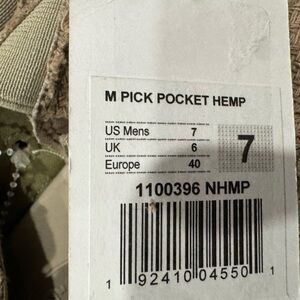 M PICK POCKET HEMP
US Mens 7
UK 6
Europe 40
7
1100396 NHMP
1 92410 04550 1